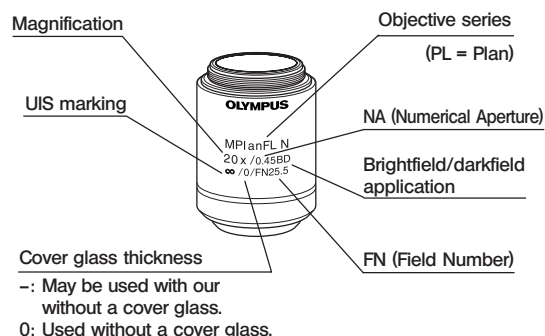 Magnification
Objective series
(PL = Plan)
UIS marking
OLYMPUS
MPlanFL N
20x/0.45BD
∞/0/FN25.5
NA (Numerical Aperture)
Brightfield/darkfield
application
FN (Field Number)
Cover glass thickness
–: May be used with our
without a cover glass.
0: Used without a cover glass.